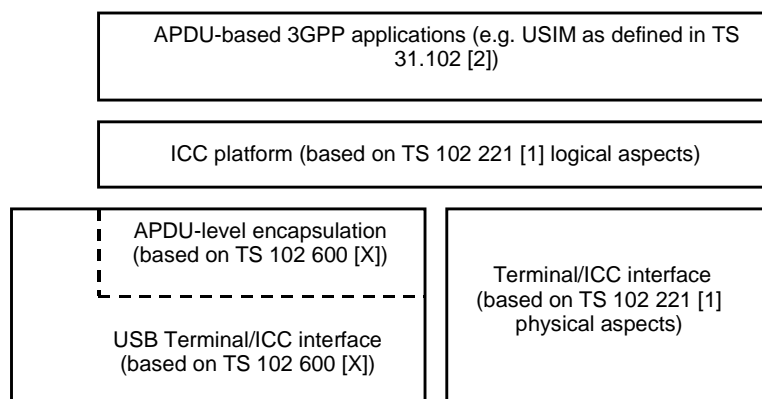 APDU-based 3GPP applications (e.g. USIM as defined in TS
31.102 [2])
ICC platform (based on TS 102 221 [1] logical aspects)
APDU-level encapsulation
(based on TS 102 600 [X])
USB Terminal/ICC interface
(based on TS 102 600 [X])
Terminal/ICC interface
(based on TS 102 221 [1]
physical aspects)